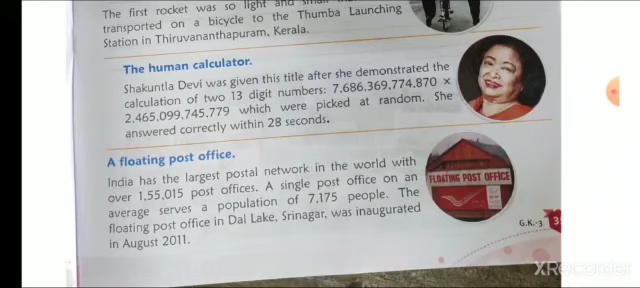 The first rocket was so light and small
transported on a bicycle to the Thumba Launching
Station in Thiruvananthapuram, Kerala.
The human calculator.
Shakuntla Devi was given this title after she demonstrated the
calculation of two 13 digit numbers: 7,686,369,774,870 ×
2,465,099,745,779 which were picked at random. She
answered correctly within 28 seconds.
A floating post office.
India has the largest postal network in the world with
over 1,55,015 post offices. A single post office on an
average serves a population of 7,175 people. The
floating post office in Dal Lake, Srinagar, was inaugurated
in August 2011.
FLOATING POST OFFICE
G.K.-3
XRecorder